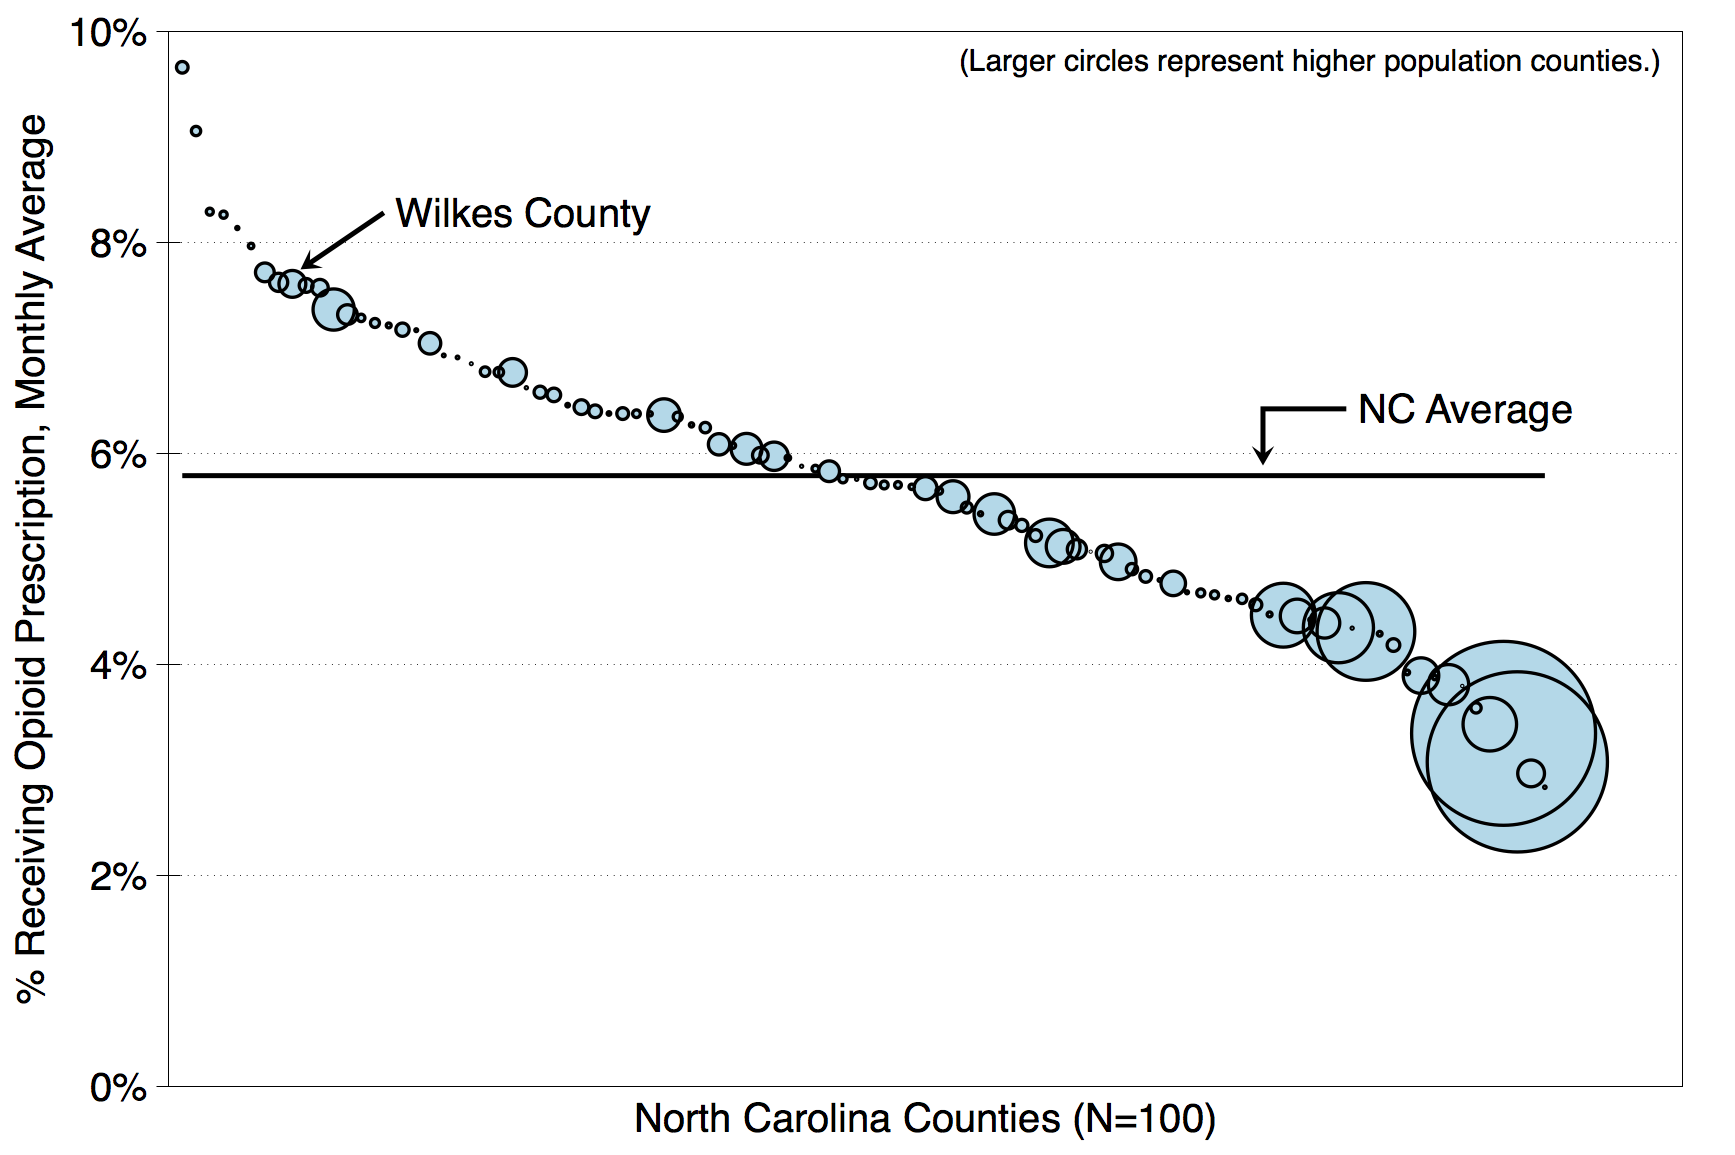 10%
(Larger circles represent higher population counties.)
Wilkes County
8%
NC Average
6%
4%
2%
0%
% Receiving Opioid Prescription, Monthly Average
North Carolina Counties (N=100)